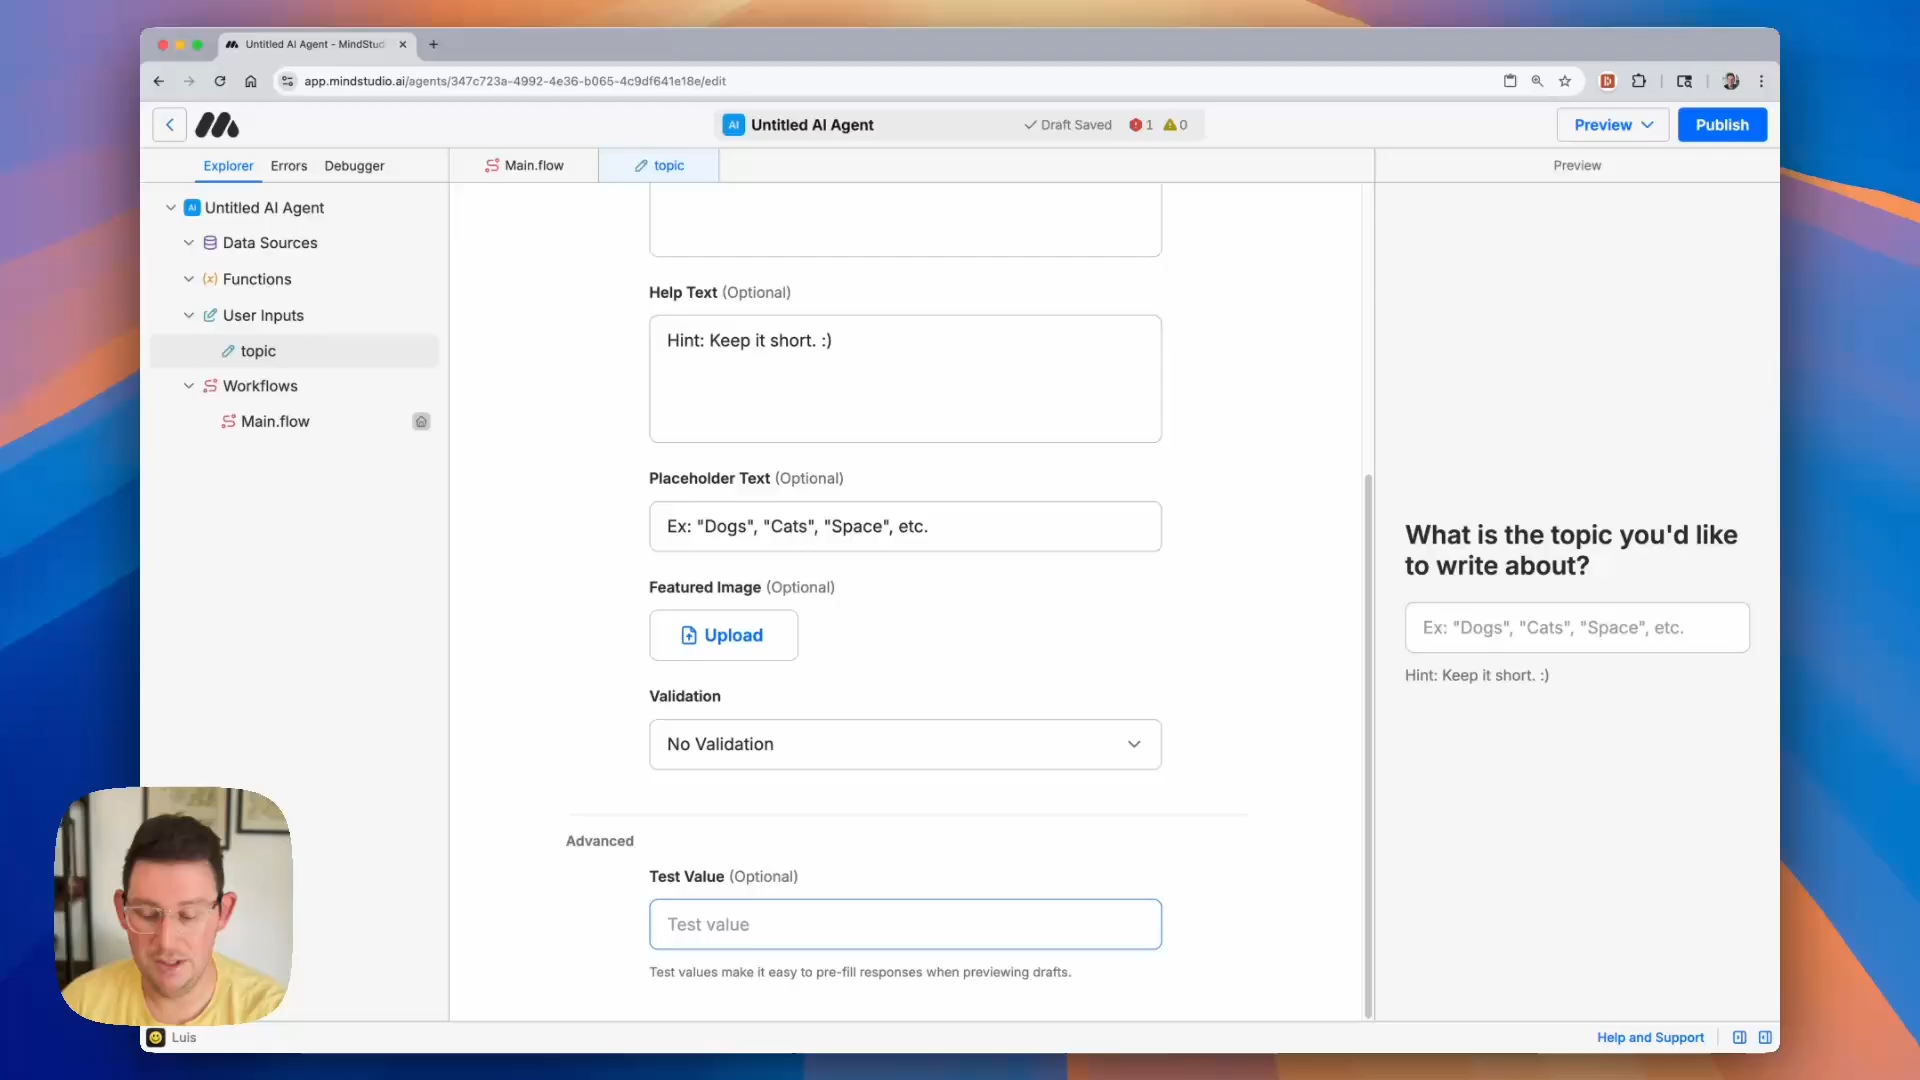 Untitled AI Agent - MindStud
app.mindstudio.ai/agents/347c723a-4992-4e36-b065-4c9df641e18e/edit
AI Untitled AI Agent
Draft Saved
1
0
Preview
Publish
Explorer
Errors
Debugger
Main.flow
topic
Preview
AI Untitled AI Agent
Data Sources
(x) Functions
User Inputs
topic
Workflows
Main.flow
Help Text (Optional)
Hint: Keep it short. :)
Placeholder Text (Optional)
Ex: "Dogs", "Cats", "Space", etc.
Featured Image (Optional)
Upload
Validation
No Validation
Advanced
Test Value (Optional)
Test value
Test values make it easy to pre-fill responses when previewing drafts.
What is the topic you'd like
to write about?
Ex: "Dogs", "Cats", "Space", etc.
Hint: Keep it short. :)
Luis
Help and Support